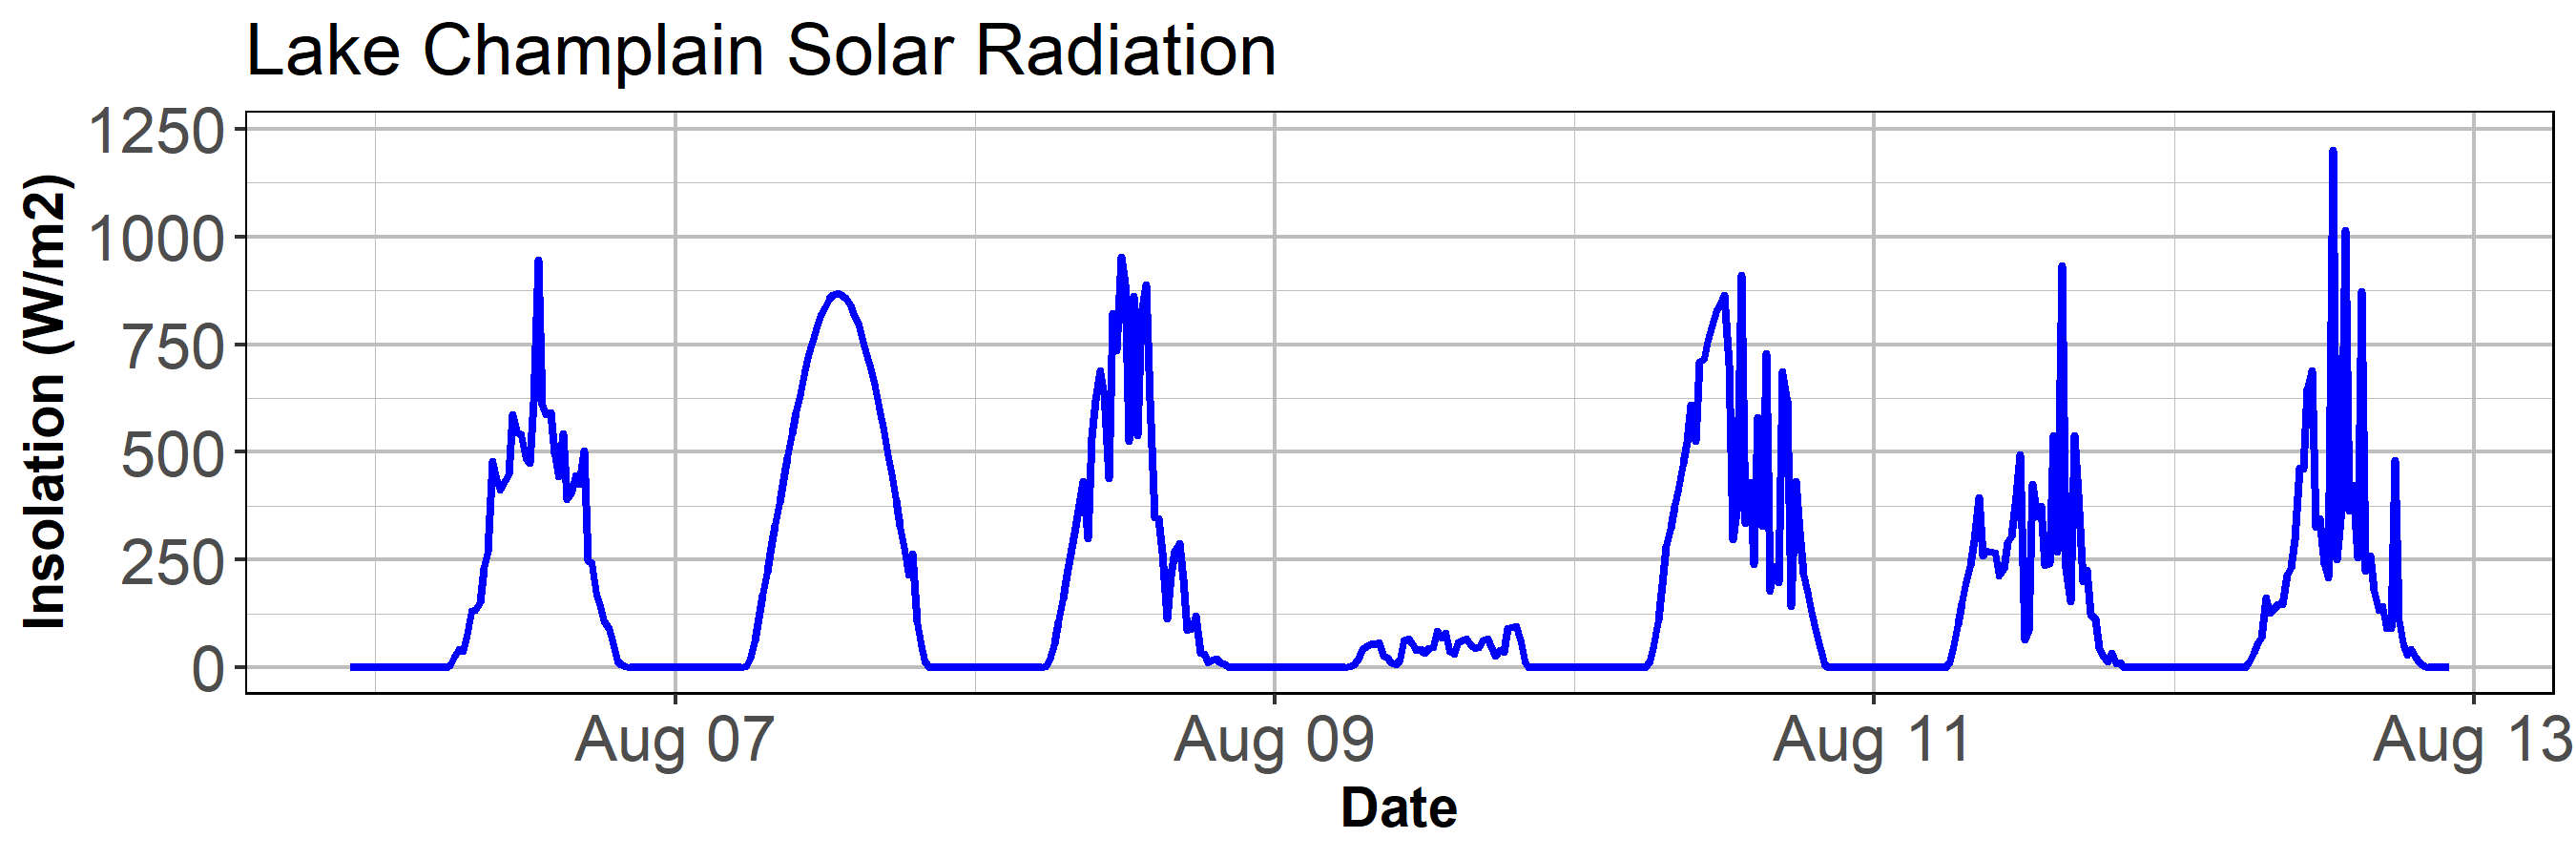 Lake Champlain Solar Radiation
1250
1000
750
500
250
0
Insolation (W/m2)
Aug 07 Aug 09 Aug 11 Aug 13
Date